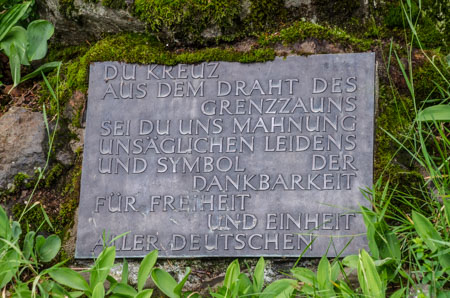 DU KREUZ
AUS DEM DRAHT DES
GRENZZAUNS
SEI DU UNS MAHNUNG
UNSÄGLICHEN LEIDENS
UND SYMBOL DER
DANKBARKEIT
FÜR FREIHEIT
UND EINHEIT
ALLER DEUTSCHEN